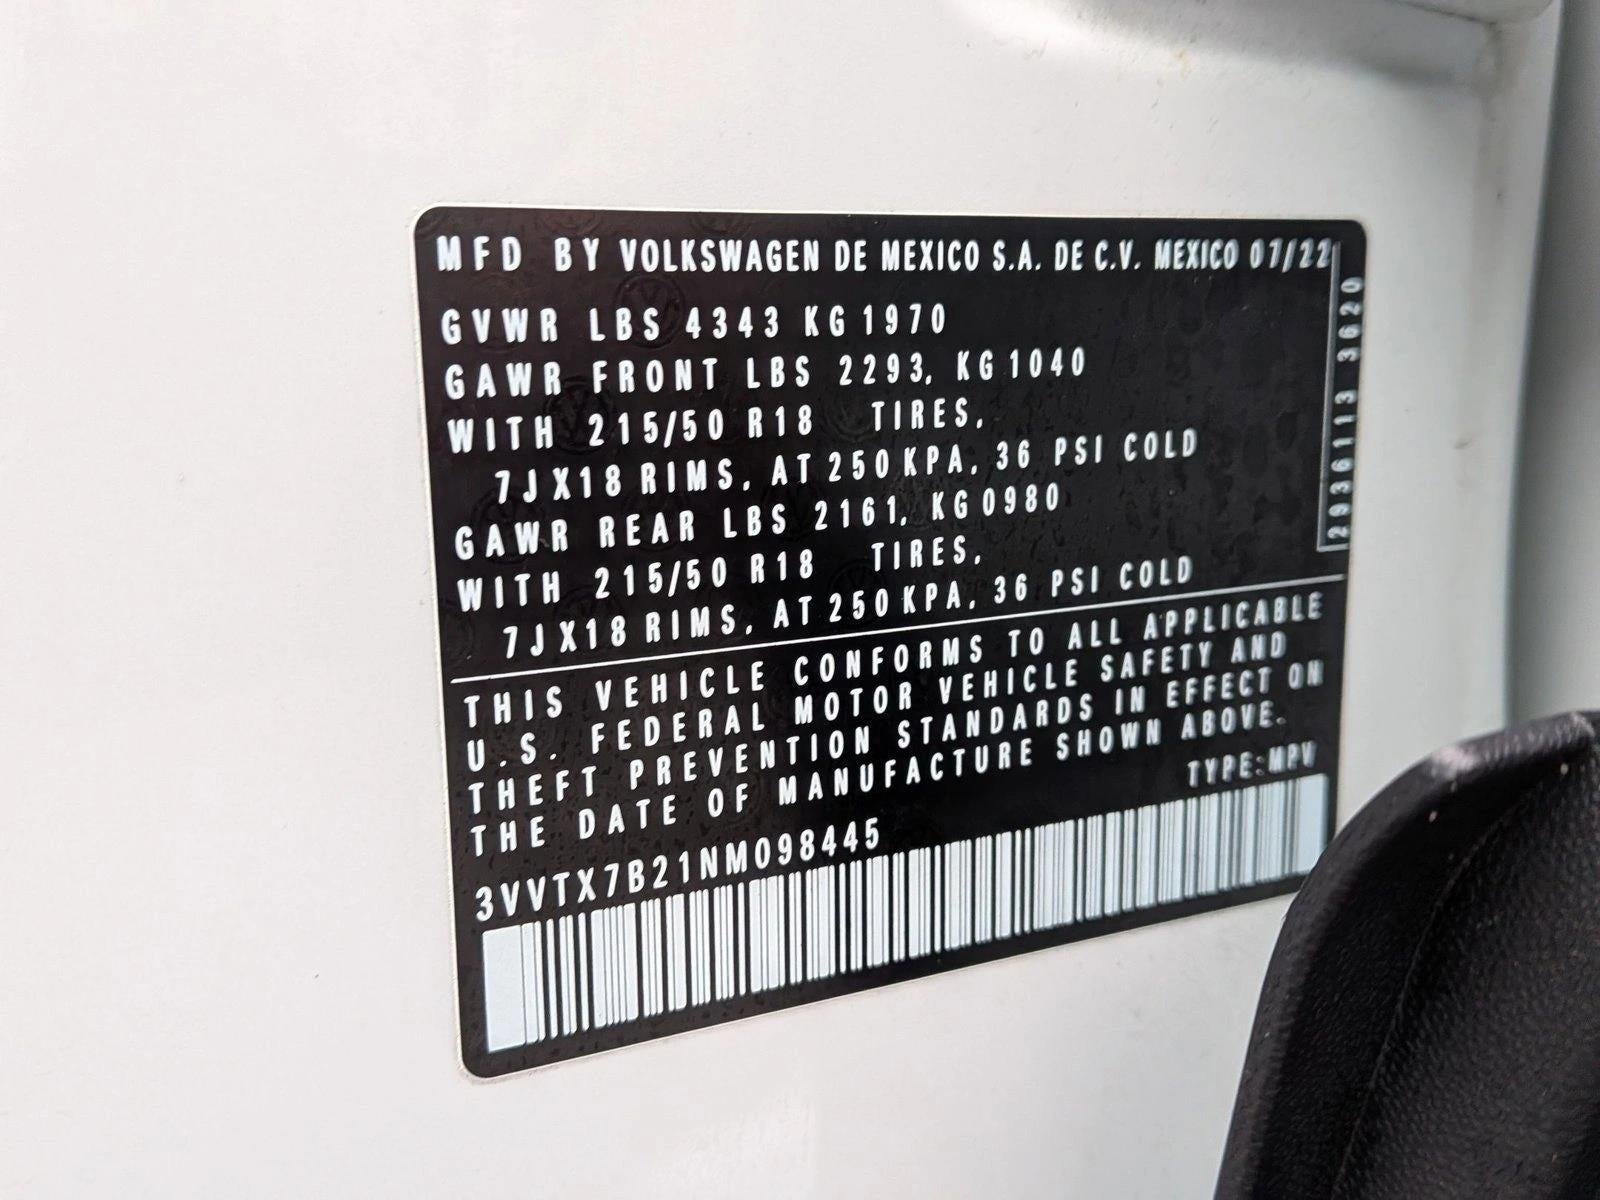 MFD BY VOLKSWAGEN DE MEXICO S.A. DE C.V. MEXICO 07/22
GVWR LBS 4343 KG 1970
GAWR FRONT LBS 2293, KG 1040
WITH 215/50 R18 TIRES,
7JX18 RIMS, AT 250 KPA, 36 PSI COLD
GAWR REAR LBS 2161, KG 0980
WITH 215/50 R18 TIRES,
7JX18 RIMS, AT 250 KPA, 36 PSI COLD
2936113 3620
THIS VEHICLE CONFORMS TO ALL APPLICABLE
U.S. FEDERAL MOTOR VEHICLE SAFETY AND
THEFT PREVENTION STANDARDS IN EFFECT ON
THE DATE OF MANUFACTURE SHOWN ABOVE.
TYPE: MPV
3VVTX7B21NM098445